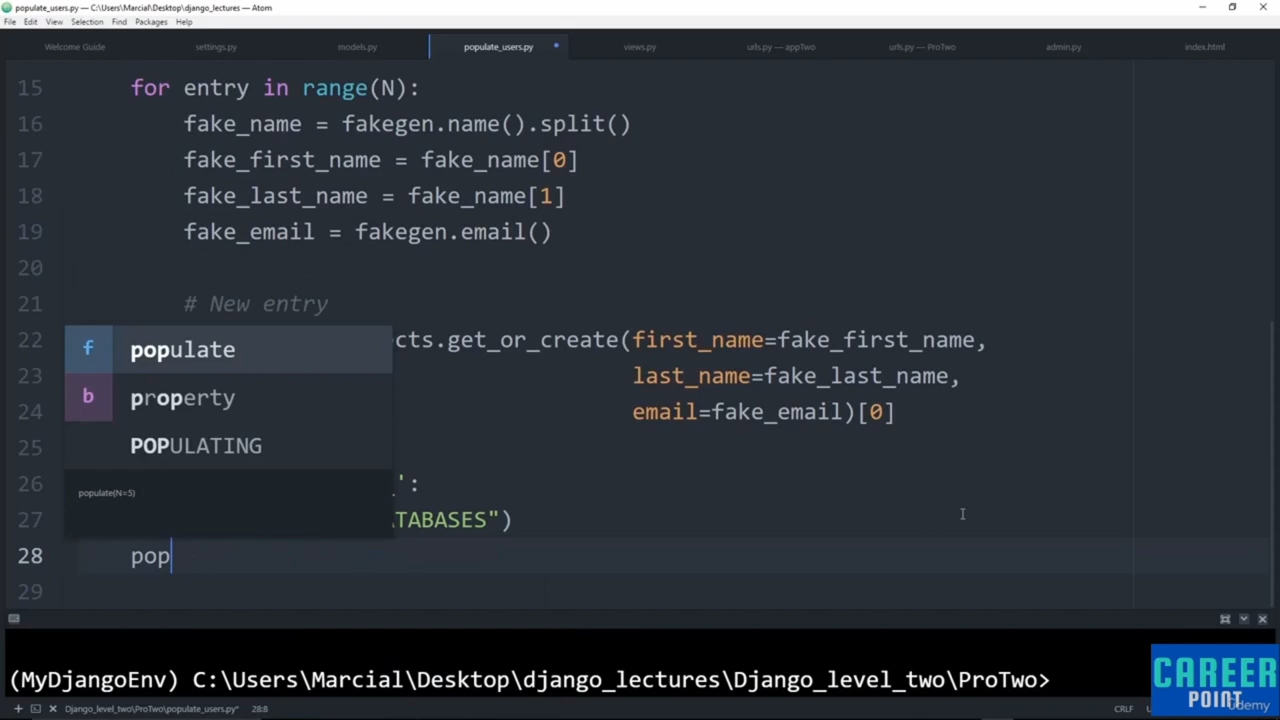 populate_users.py — C:\Users\Marcial\Desktop\django_lectures — Atom
File Edit View Selection Find Packages Help
Welcome Guide settings.py models.py populate_users.py views.py urls.py — appTwo urls.py — ProTwo admin.py index.html
15 for entry in range(N):
16 fake_name = fakegen.name().split()
17 fake_first_name = fake_name[0]
18 fake_last_name = fake_name[1]
19 fake_email = fakegen.email()
20
21 # New entry
22 cts.get_or_create(first_name=fake_first_name,
23 last_name=fake_last_name,
24 email=fake_email)[0]
25
26 _':
27 ATABASES")
28 pop
29
f populate
b property
POPULATING
populate(N=5)
(MyDjangoEnv) C:\Users\Marcial\Desktop\django_lectures\Django_level_two\ProTwo>
Django_level_two\ProTwo\populate_users.py* 28:8 CRLF
CAREER
POINT
Udemy